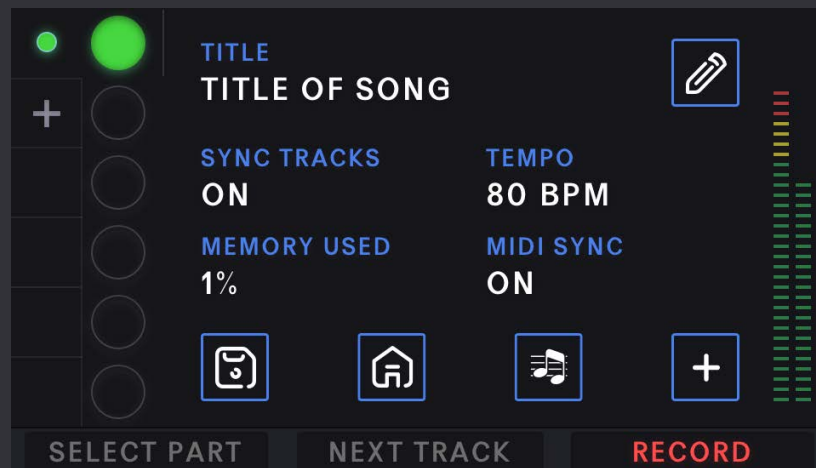 TITLE
TITLE OF SONG
SYNC TRACKS TEMPO
ON 80 BPM
MEMORY USED MIDI SYNC
1% ON
SELECT PART NEXT TRACK RECORD